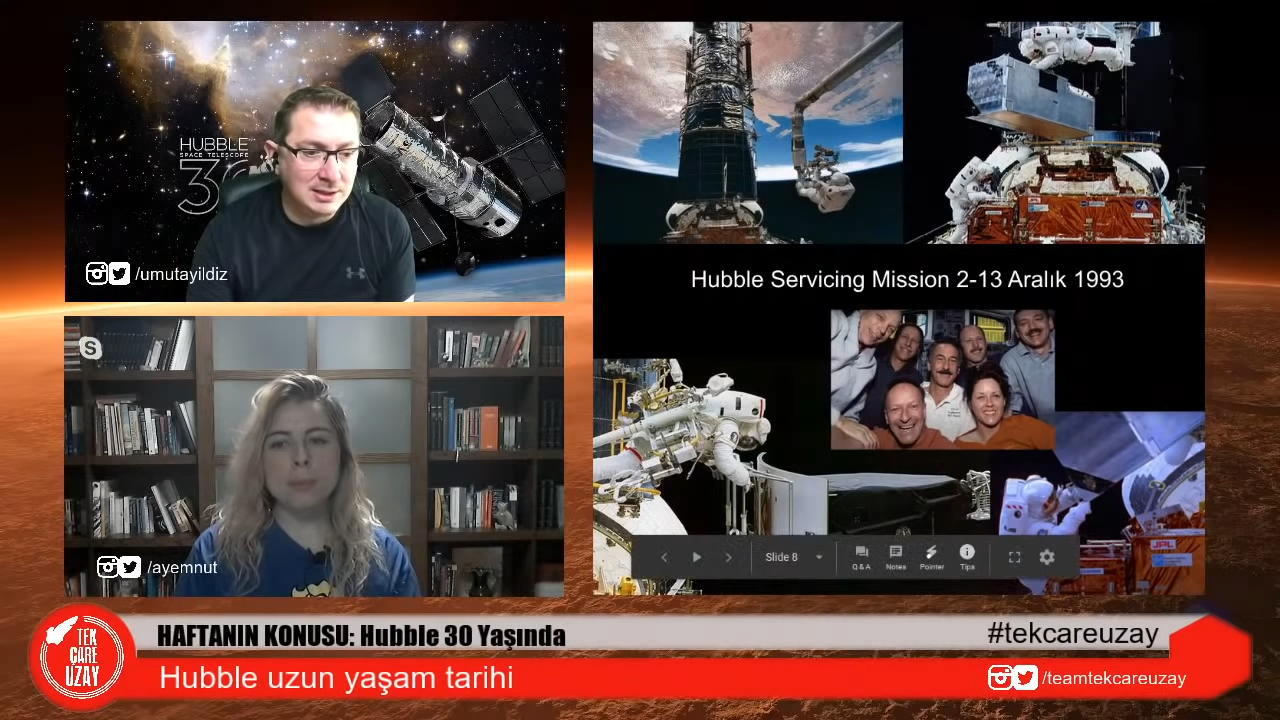 HUBBLE
SPACE TELESCOPE
30
/umutayildiz
S
/ayemnut
Hubble Servicing Mission 2-13 Aralık 1993
JPL
Slide 8
Q & A
Notes
Pointer
Tips
TEK
ÇARE
UZAY
HAFTANIN KONUSU: Hubble 30 Yaşında
#tekcareuzay
Hubble uzun yaşam tarihi
/teamtekcareuzay